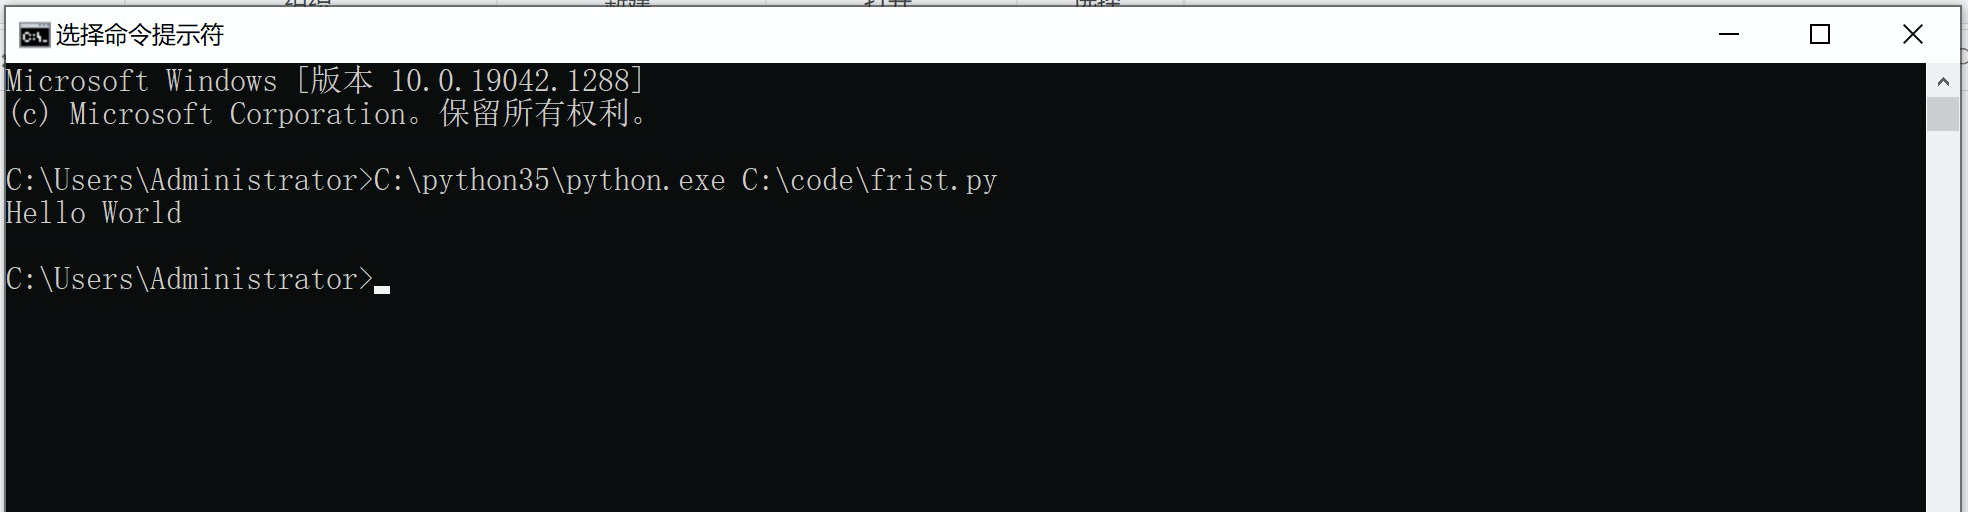 选择命令提示符
Microsoft Windows [版本 10.0.19042.1288]
(c) Microsoft Corporation。保留所有权利。
C:\Users\Administrator>C:\python35\python.exe C:\code\frist.py
Hello World
C:\Users\Administrator>